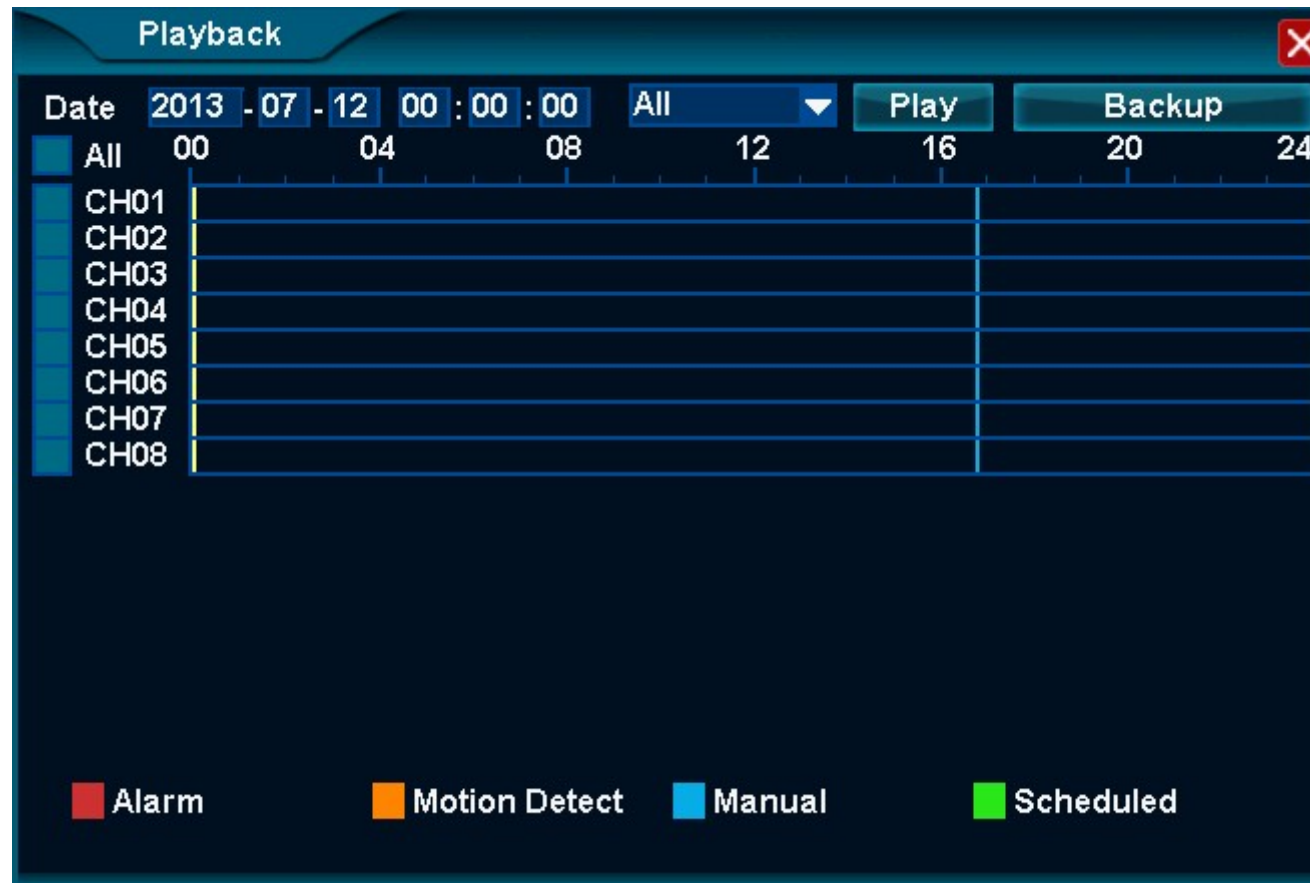 Playback
Date 2013 - 07 - 12 00 : 00 : 00 All Play Backup
All 00 04 08 12 16 20 24
CH01
CH02
CH03
CH04
CH05
CH06
CH07
CH08
Alarm Motion Detect Manual Scheduled